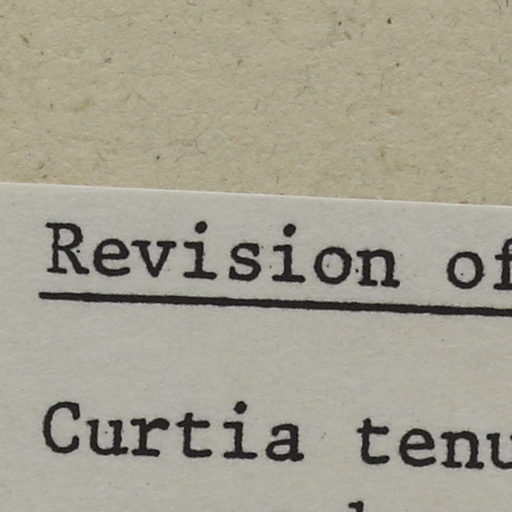 Revision of
Curtia tenu